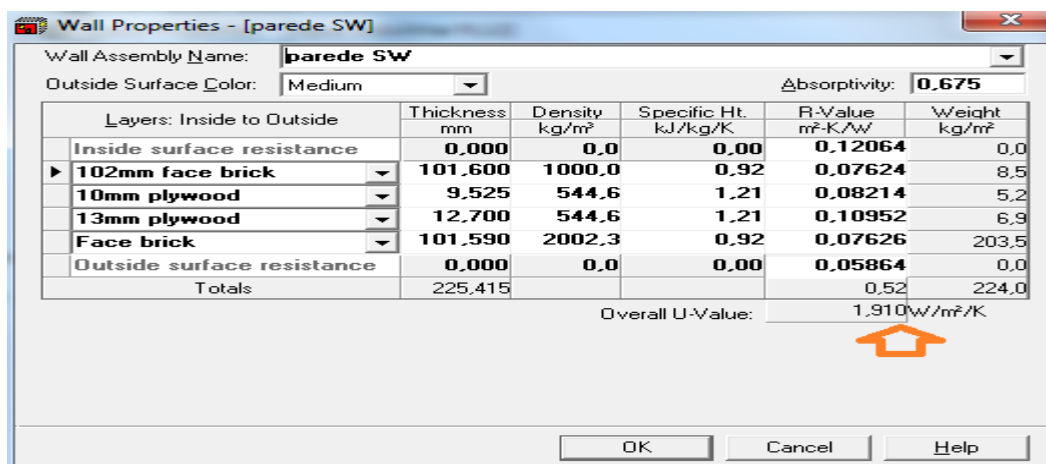 Wall Properties - [parede SW]
Wall Assembly Name: parede SW
Outside Surface Color: Medium Absorptivity: 0,675
Layers: Inside to Outside Thickness mm Density kg/m³ Specific Ht. kJ/kg/K R-Value m²-K/W Weight kg/m²
Inside surface resistance 0,000 0,0 0,00 0,12064 0,0
102mm face brick 101,600 1000,0 0,92 0,07624 8,5
10mm plywood 9,525 544,6 1,21 0,08214 5,2
13mm plywood 12,700 544,6 1,21 0,10952 6,9
Face brick 101,590 2002,3 0,92 0,07626 203,5
Outside surface resistance 0,000 0,0 0,00 0,05864 0,0
Totals 225,415 0,52 224,0
Overall U-Value: 1,910 W/m²/K
OK Cancel Help